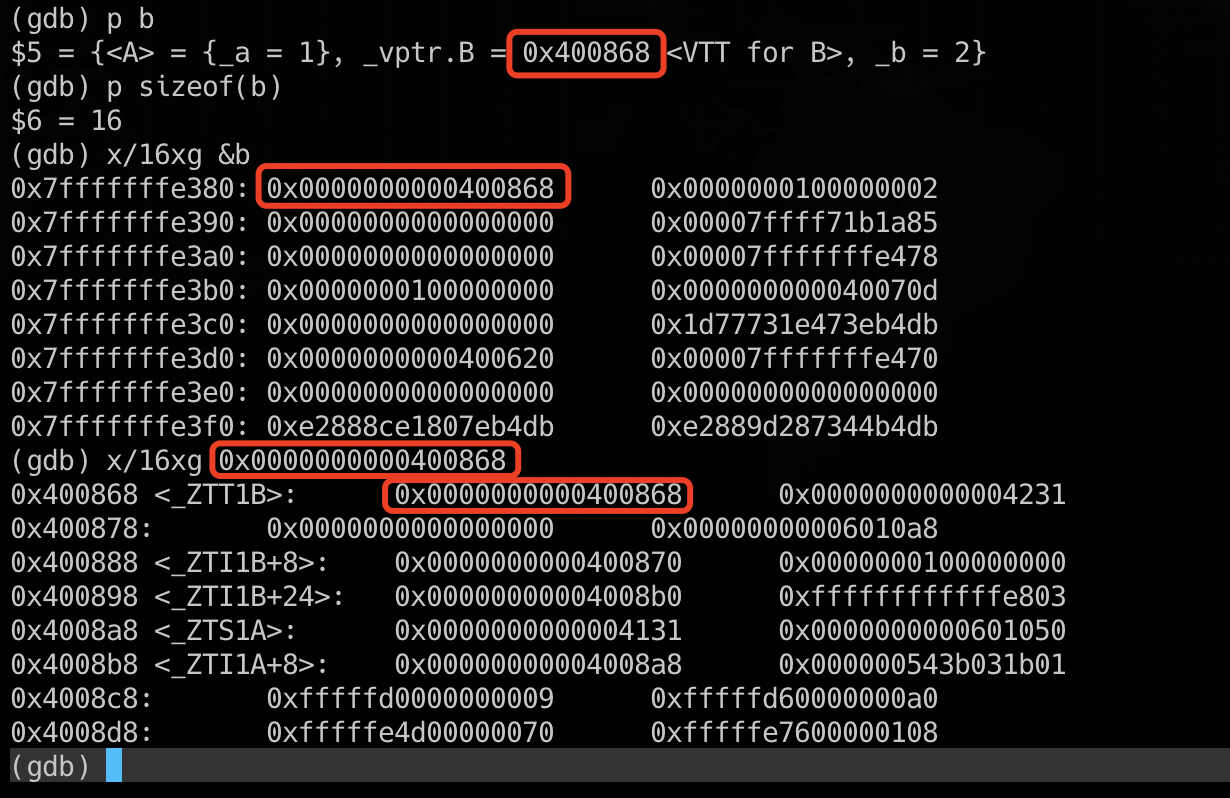 (gdb) p b
$5 = {<A> = {_a = 1}, _vptr.B = 0x400868 <VTT for B>, _b = 2}
(gdb) p sizeof(b)
$6 = 16
(gdb) x/16xg &b
0x7fffffffe380: 0x0000000000400868 0x0000000100000002
0x7fffffffe390: 0x0000000000000000 0x00007ffff71b1a85
0x7fffffffe3a0: 0x0000000000000000 0x00007fffffffe478
0x7fffffffe3b0: 0x0000000100000000 0x000000000040070d
0x7fffffffe3c0: 0x0000000000000000 0x1d77731e473eb4db
0x7fffffffe3d0: 0x0000000000400620 0x00007fffffffe470
0x7fffffffe3e0: 0x0000000000000000 0x0000000000000000
0x7fffffffe3f0: 0xe2888ce1807eb4db 0xe2889d287344b4db
(gdb) x/16xg 0x0000000000400868
0x400868 <_ZTT1B>: 0x0000000000400868 0x0000000000004231
0x400878: 0x0000000000000000 0x00000000006010a8
0x400888 <_ZTI1B+8>: 0x0000000000400870 0x0000000100000000
0x400898 <_ZTI1B+24>: 0x00000000004008b0 0xffffffffffffe803
0x4008a8 <_ZTS1A>: 0x0000000000004131 0x0000000000601050
0x4008b8 <_ZTI1A+8>: 0x00000000004008a8 0x000000543b031b01
0x4008c8: 0xfffffd0000000009 0xfffffd60000000a0
0x4008d8: 0xfffffe4d00000070 0xfffffe7600000108
(gdb)